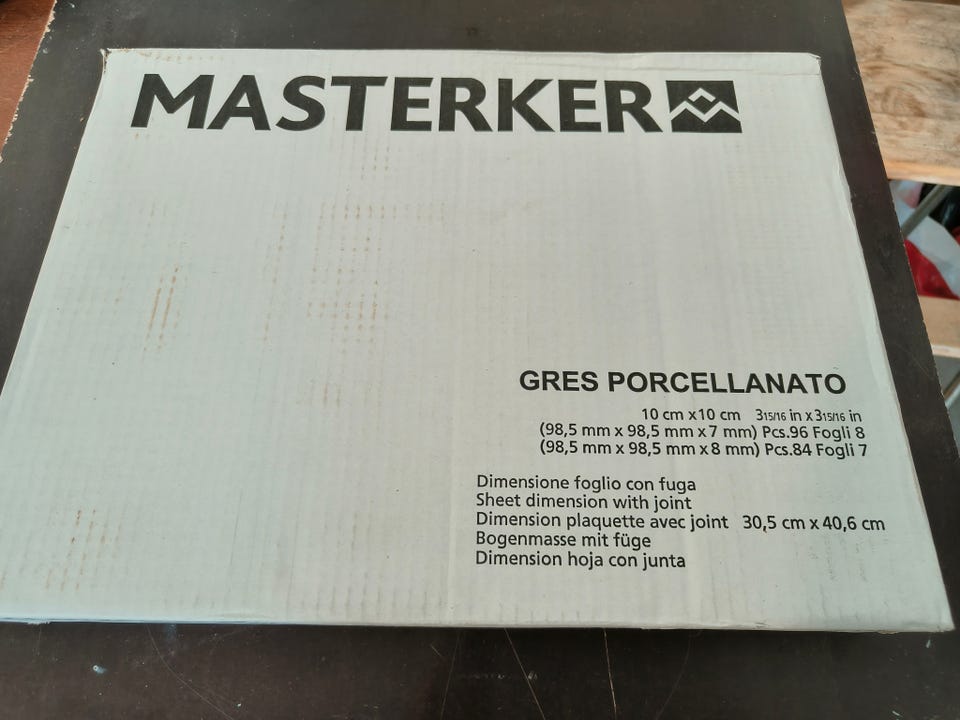 MASTERKER
GRES PORCELLANATO
10 cm x 10 cm 3 15/16 in x 3 15/16 in
(98,5 mm x 98,5 mm x 7 mm) Pcs.96 Fogli 8
(98,5 mm x 98,5 mm x 8 mm) Pcs.84 Fogli 7
Dimensione foglio con fuga
Sheet dimension with joint
Dimension plaquette avec joint 30,5 cm x 40,6 cm
Bogenmasse mit füge
Dimension hoja con junta